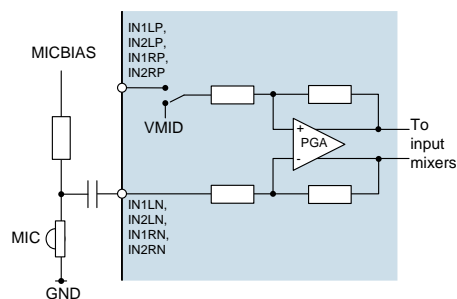 IN1LP,
IN2LP,
IN1RP,
IN2RP
MICBIAS
VMID
+
PGA
-
To
input
mixers
IN1LN,
IN2LN,
IN1RN,
IN2RN
MIC
GND